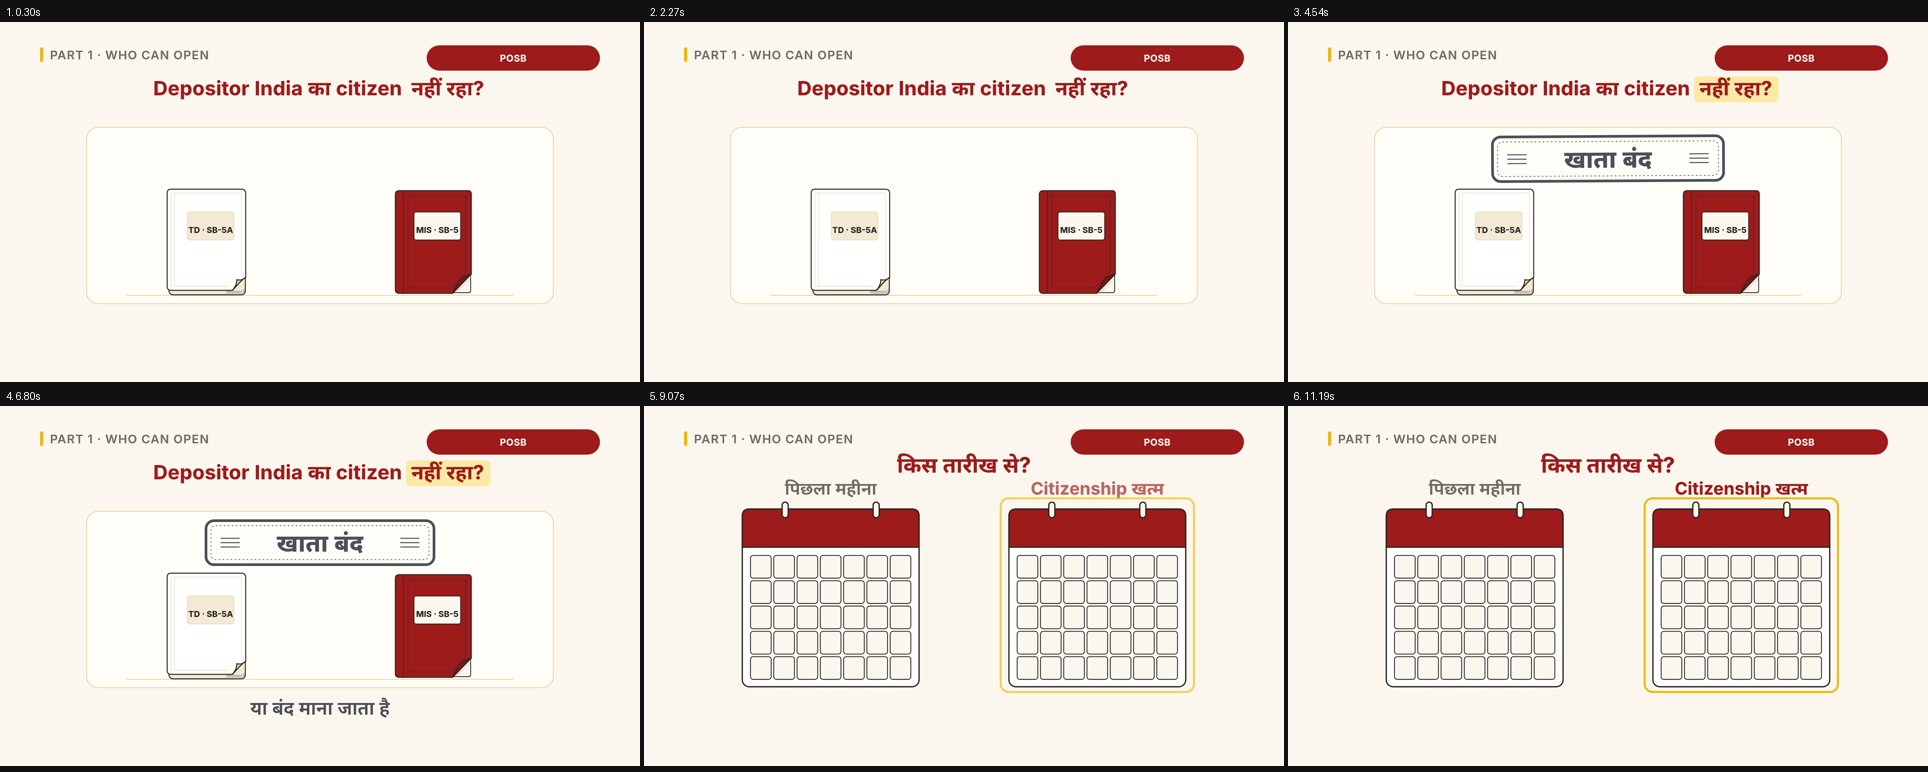 1. 0.30s
PART 1 · WHO CAN OPEN
POSB
Depositor India का citizen नहीं रहा?
TD · SB-5A
MIS · SB-5
2. 2.27s
PART 1 · WHO CAN OPEN
POSB
Depositor India का citizen नहीं रहा?
TD · SB-5A
MIS · SB-5
3. 4.54s
PART 1 · WHO CAN OPEN
POSB
Depositor India का citizen नहीं रहा?
खाता बंद
TD · SB-5A
MIS · SB-5
4. 6.80s
PART 1 · WHO CAN OPEN
POSB
Depositor India का citizen नहीं रहा?
खाता बंद
TD · SB-5A
MIS · SB-5
या बंद माना जाता है
5. 9.07s
PART 1 · WHO CAN OPEN
POSB
किस तारीख से?
पिछला महीना
Citizenship खत्म
6. 11.19s
PART 1 · WHO CAN OPEN
POSB
किस तारीख से?
पिछला महीना
Citizenship खत्म